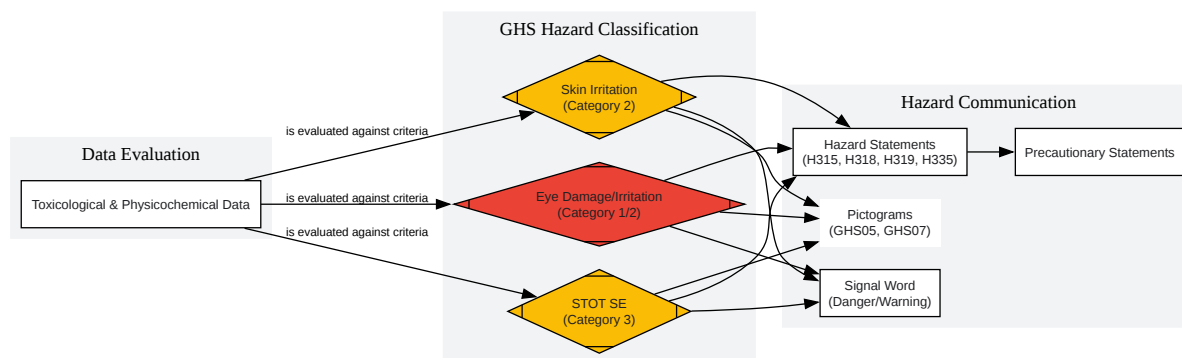 GHS Hazard Classification
Skin Irritation
(Category 2)
Hazard Communication
is evaluated against criteria
Data Evaluation
Hazard Statements
(H315, H318, H319, H335)
Precautionary Statements
Toxicological & Physicochemical Data
is evaluated against criteria
Eye Damage/Irritation
(Category 1/2)
Pictograms
(GHS05, GHS07)
is evaluated against criteria
STOT SE
(Category 3)
Signal Word
(Danger/Warning)